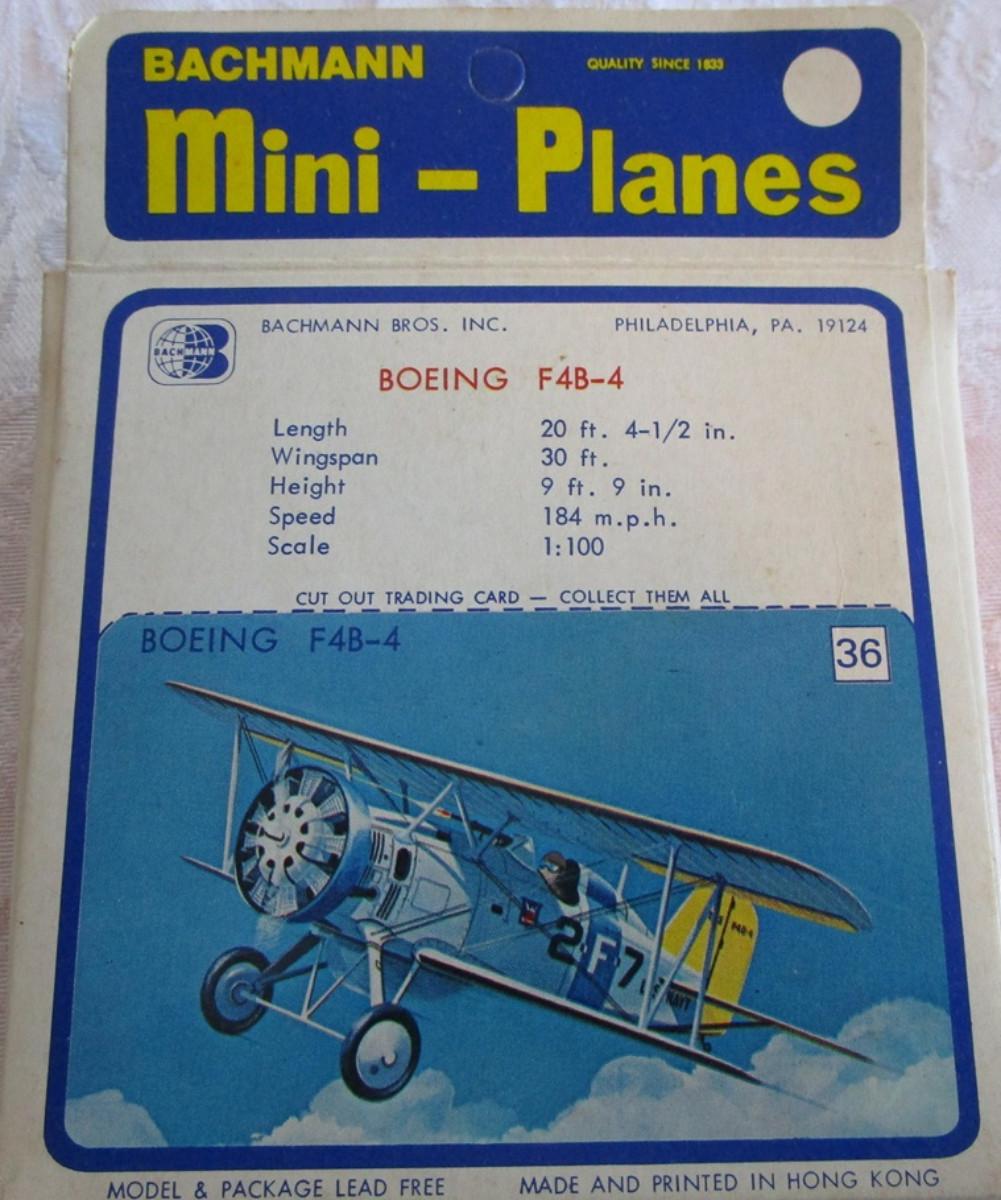 BACHMANN
QUALITY SINCE 1833
Mini – Planes
BACHMANN
BACHMANN BROS. INC. PHILADELPHIA, PA. 19124
BOEING F4B–4
Length 20 ft. 4–1/2 in.
Wingspan 30 ft.
Height 9 ft. 9 in.
Speed 184 m.p.h.
Scale 1:100
CUT OUT TRADING CARD — COLLECT THEM ALL
BOEING F4B–4
36
F4B-4
2 F 7
NAVY
MODEL & PACKAGE LEAD FREE MADE AND PRINTED IN HONG KONG